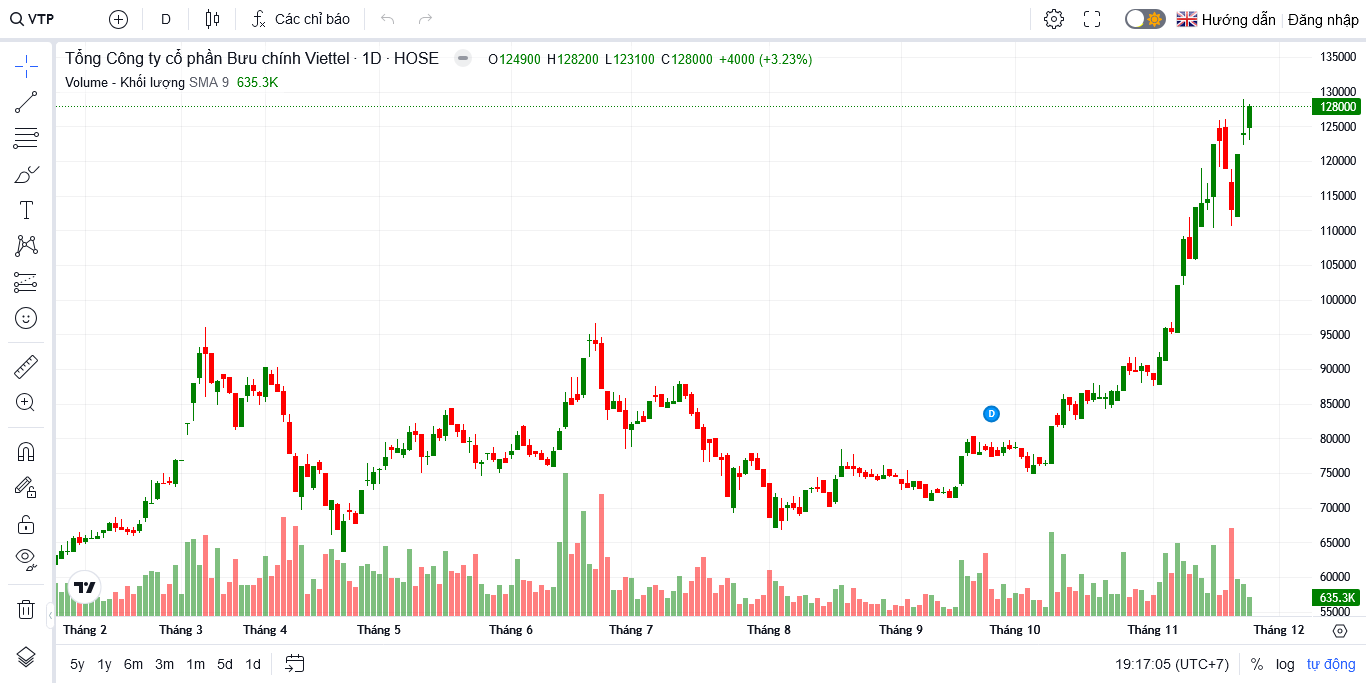 VTP D Các chỉ báo Hướng dẫn Đăng nhập
Tổng Công ty cổ phần Bưu chính Viettel · 1D · HOSE O124900 H128200 L123100 C128000 +4000 (+3.23%)
Volume - Khối lượng SMA 9 635.3K
135000
130000
128000
125000
120000
115000
110000
105000
100000
95000
90000
85000
D
80000
75000
70000
65000
60000
635.3K
55000
Tháng 2 Tháng 3 Tháng 4 Tháng 5 Tháng 6 Tháng 7 Tháng 8 Tháng 9 Tháng 10 Tháng 11 Tháng 12
5y 1y 6m 3m 1m 5d 1d 19:17:05 (UTC+7) % log tự động